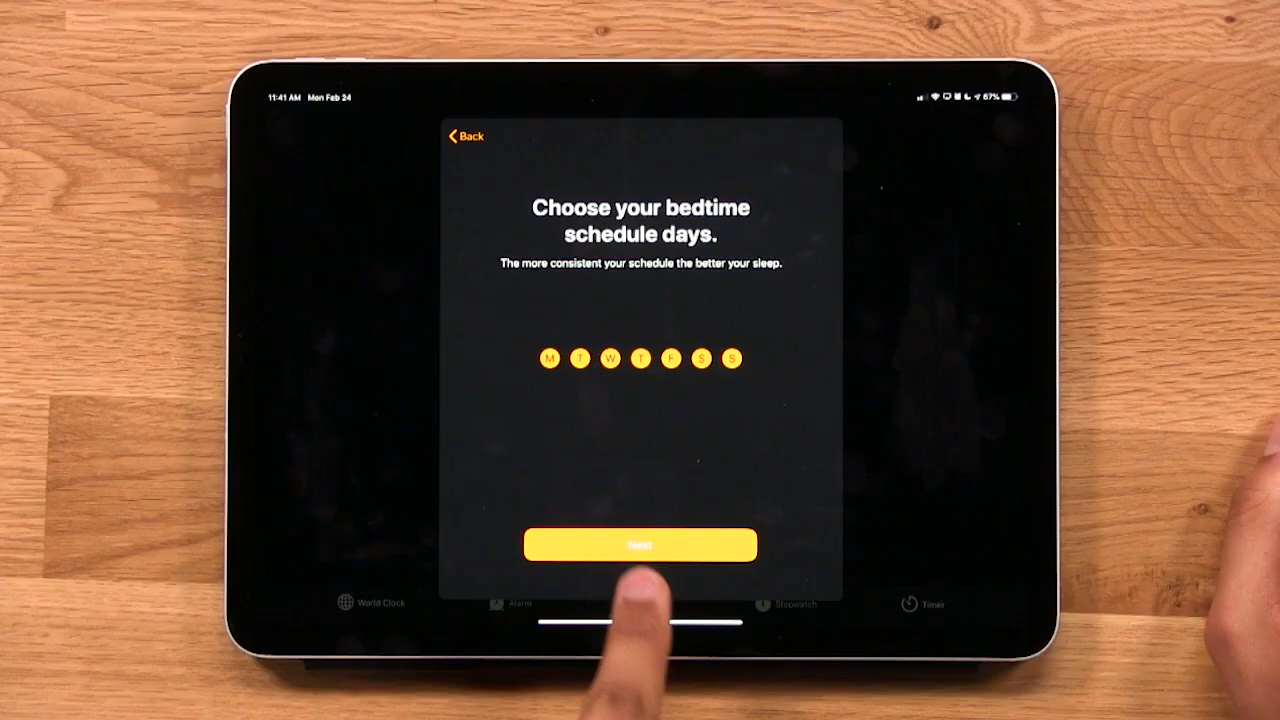 11:41 AM Mon Feb 24
67%
Back
Choose your bedtime
schedule days.
The more consistent your schedule the better your sleep.
M T W T F S S
Next
World Clock
Alarm
Stopwatch
Timer